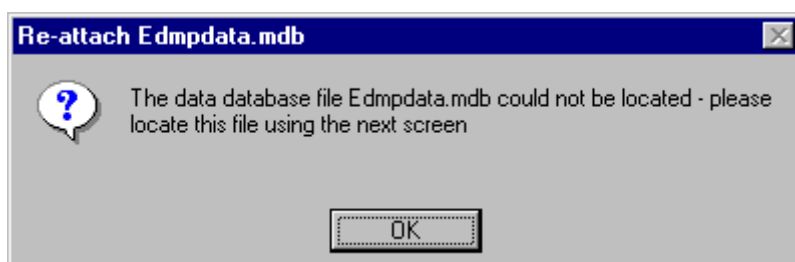 Re-attach Edmpdata.mdb
The data database file Edmpdata.mdb could not be located - please
locate this file using the next screen
OK